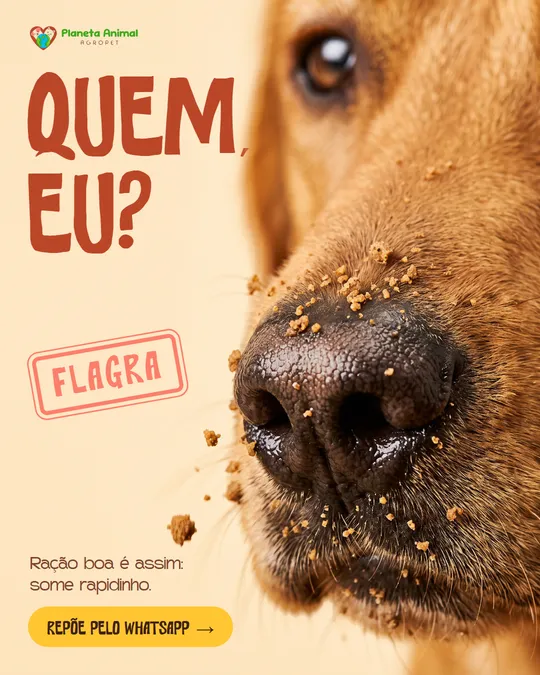 Planeta Animal
AGROPET
QUEM,
EU?
FLAGRA
Ração boa é assim:
some rapidinho.
REPÕE PELO WHATSAPP →